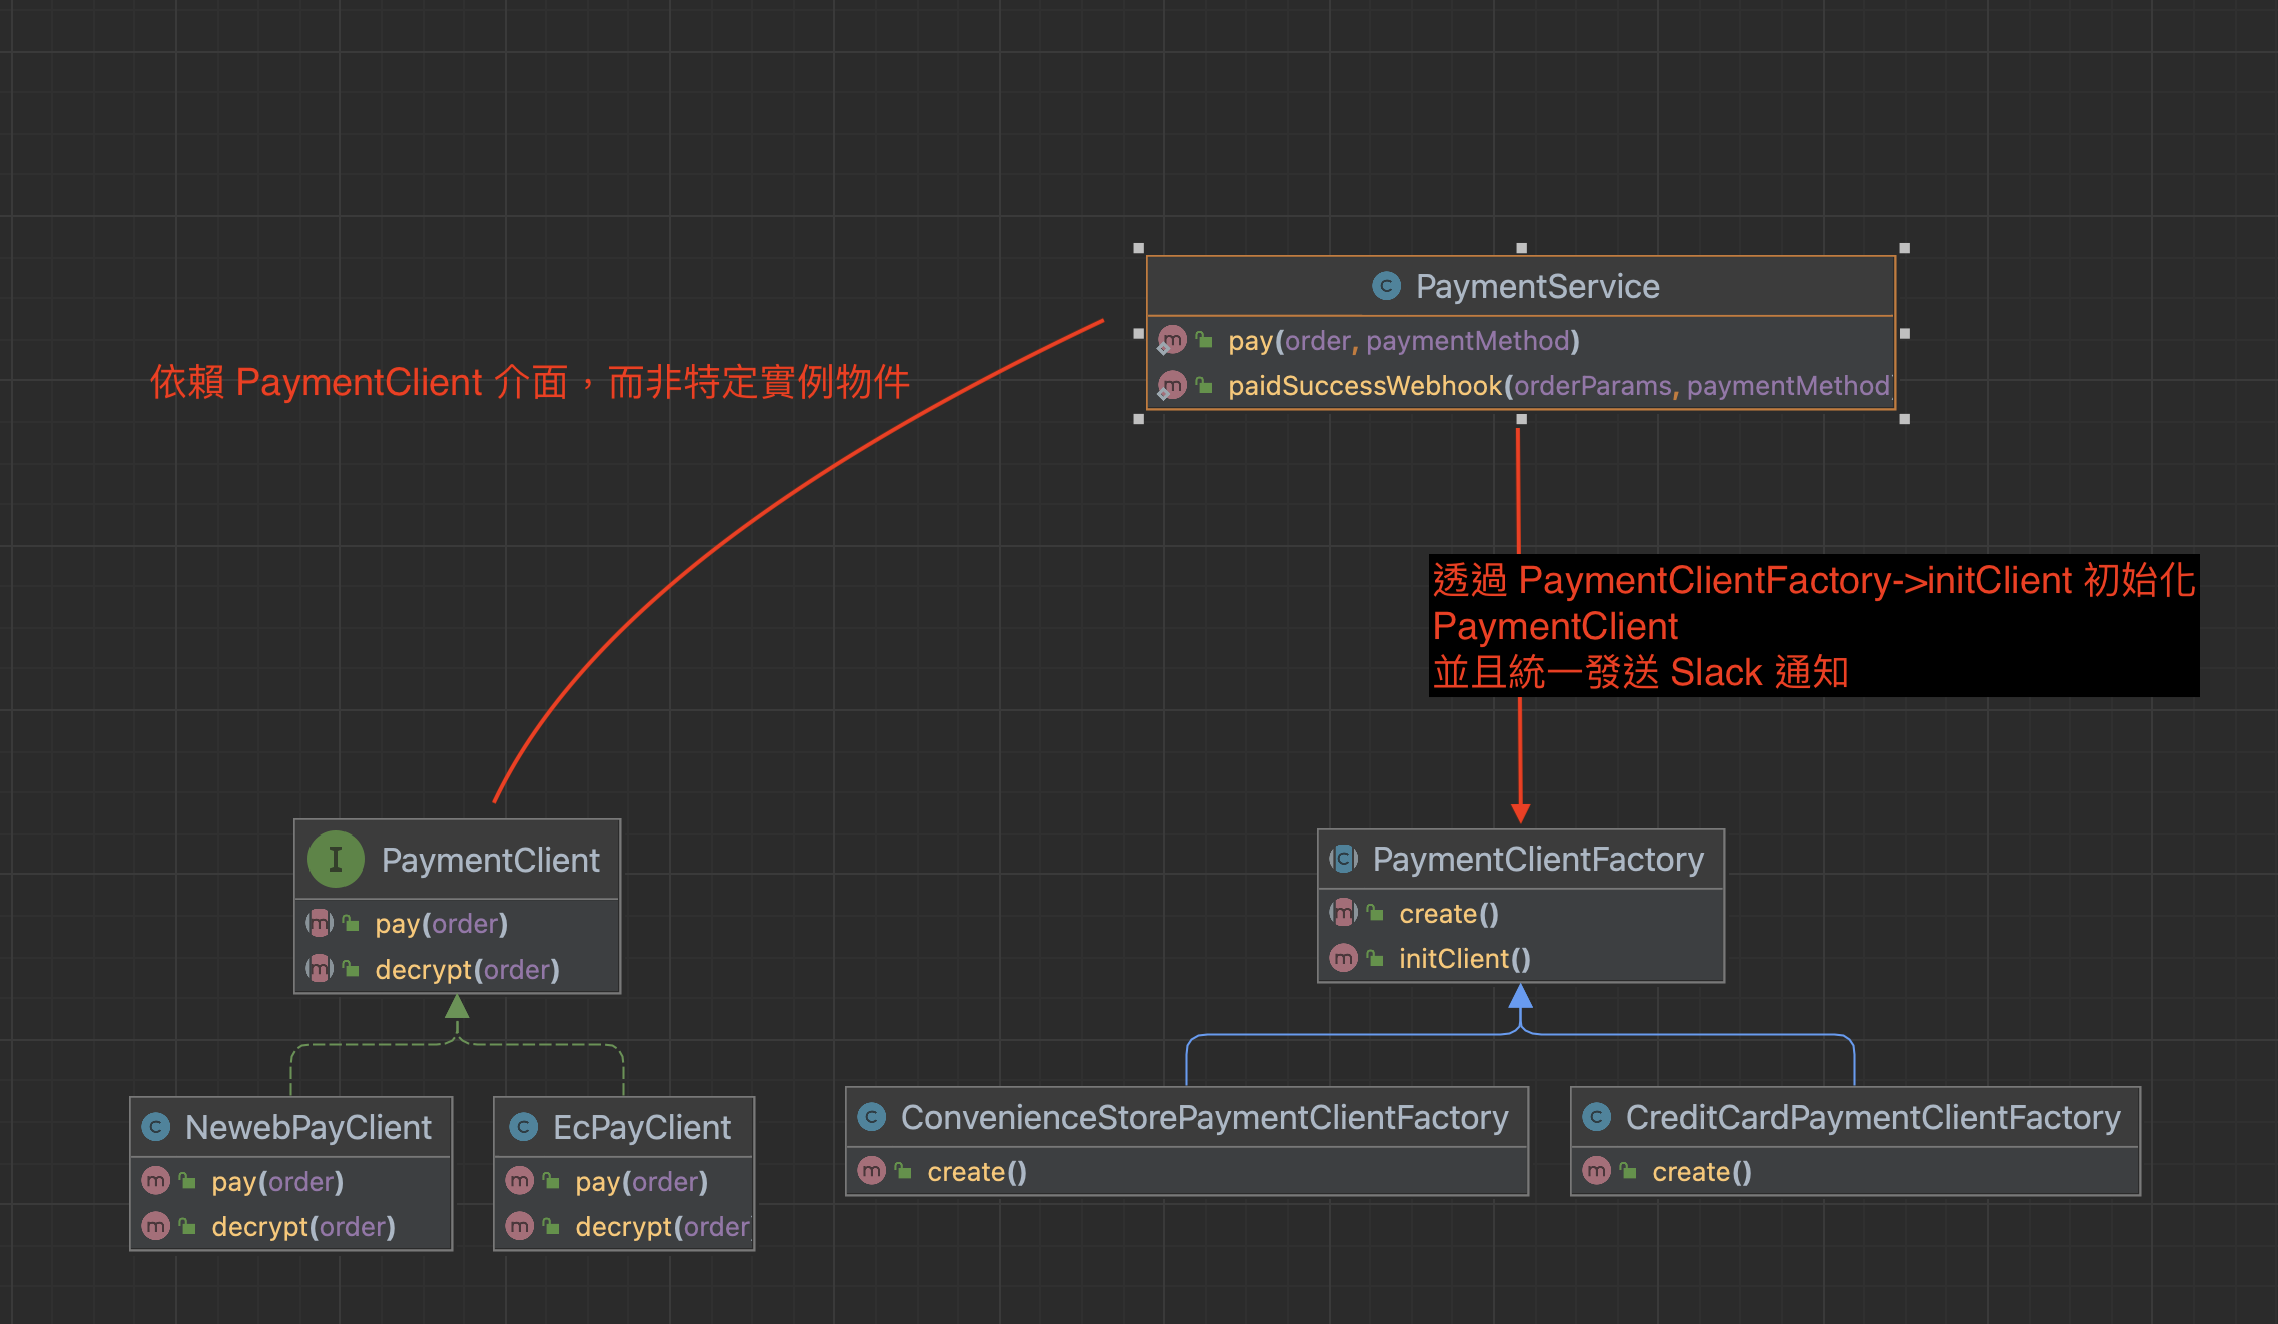 PaymentService
pay(order, paymentMethod)
paidSuccessWebhook(orderParams, paymentMethod)
依賴 PaymentClient 介面，而非特定實例物件
透過 PaymentClientFactory->initClient 初始化
PaymentClient
並且統一發送 Slack 通知
PaymentClient
pay(order)
decrypt(order)
PaymentClientFactory
create()
initClient()
NewebPayClient
pay(order)
decrypt(order)
EcPayClient
pay(order)
decrypt(order
ConvenienceStorePaymentClientFactory
create()
CreditCardPaymentClientFactory
create()